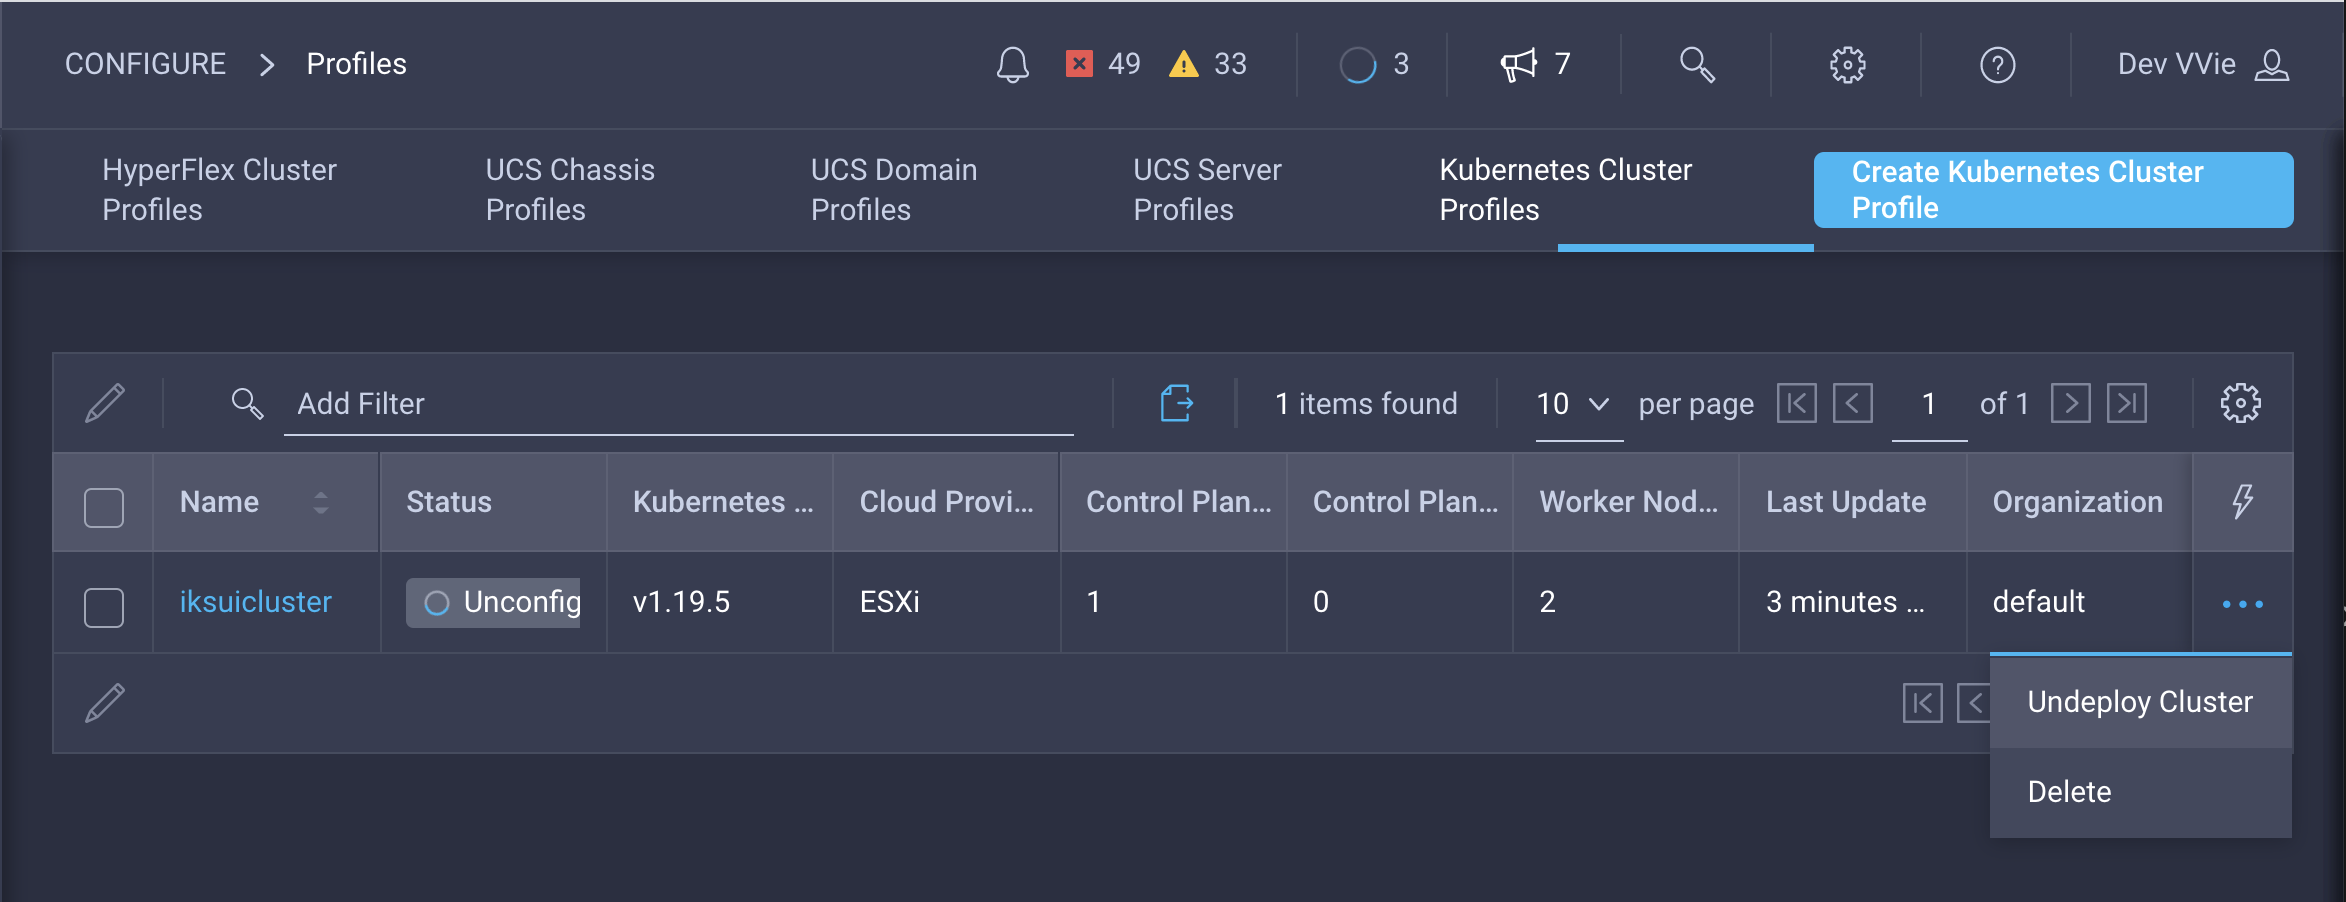 CONFIGURE > Profiles 49 33 3 7 Dev VVie
HyperFlex Cluster Profiles
UCS Chassis Profiles
UCS Domain Profiles
UCS Server Profiles
Kubernetes Cluster Profiles
Create Kubernetes Cluster Profile
Add Filter 1 items found 10 per page 1 of 1
Name Status Kubernetes ... Cloud Provi... Control Plan... Control Plan... Worker Nod... Last Update Organization
iksuicluster Unconfig v1.19.5 ESXi 1 0 2 3 minutes ... default
Undeploy Cluster
Delete